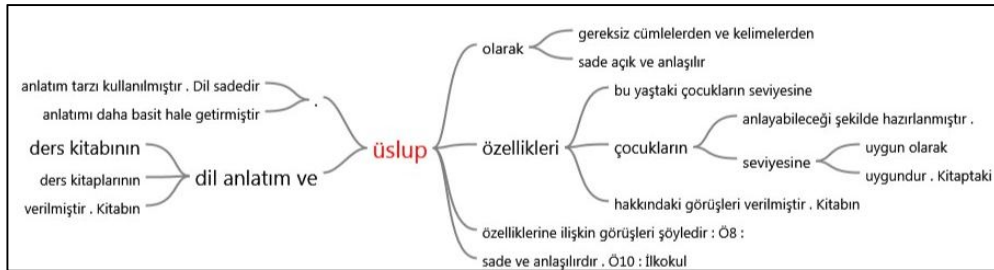 anlatım tarzı kullanılmıştır . Dil sadedir
anlatımı daha basit hale getirmiştir
.
ders kitabının
ders kitaplarının
verilmiştir . Kitabın
dil anlatım ve
üslup
olarak
gereksiz cümlelerden ve kelimelerden
sade açık ve anlaşılır
özellikleri
bu yaştaki çocukların seviyesine
çocukların
anlayabileceği şekilde hazırlanmıştır .
seviyesine
uygun olarak
uygundur . Kitaptaki
hakkındaki görüşleri verilmiştir . Kitabın
özelliklerine ilişkin görüşleri şöyledir : Ö8 :
sade ve anlaşılırdır . Ö10 : İlkokul